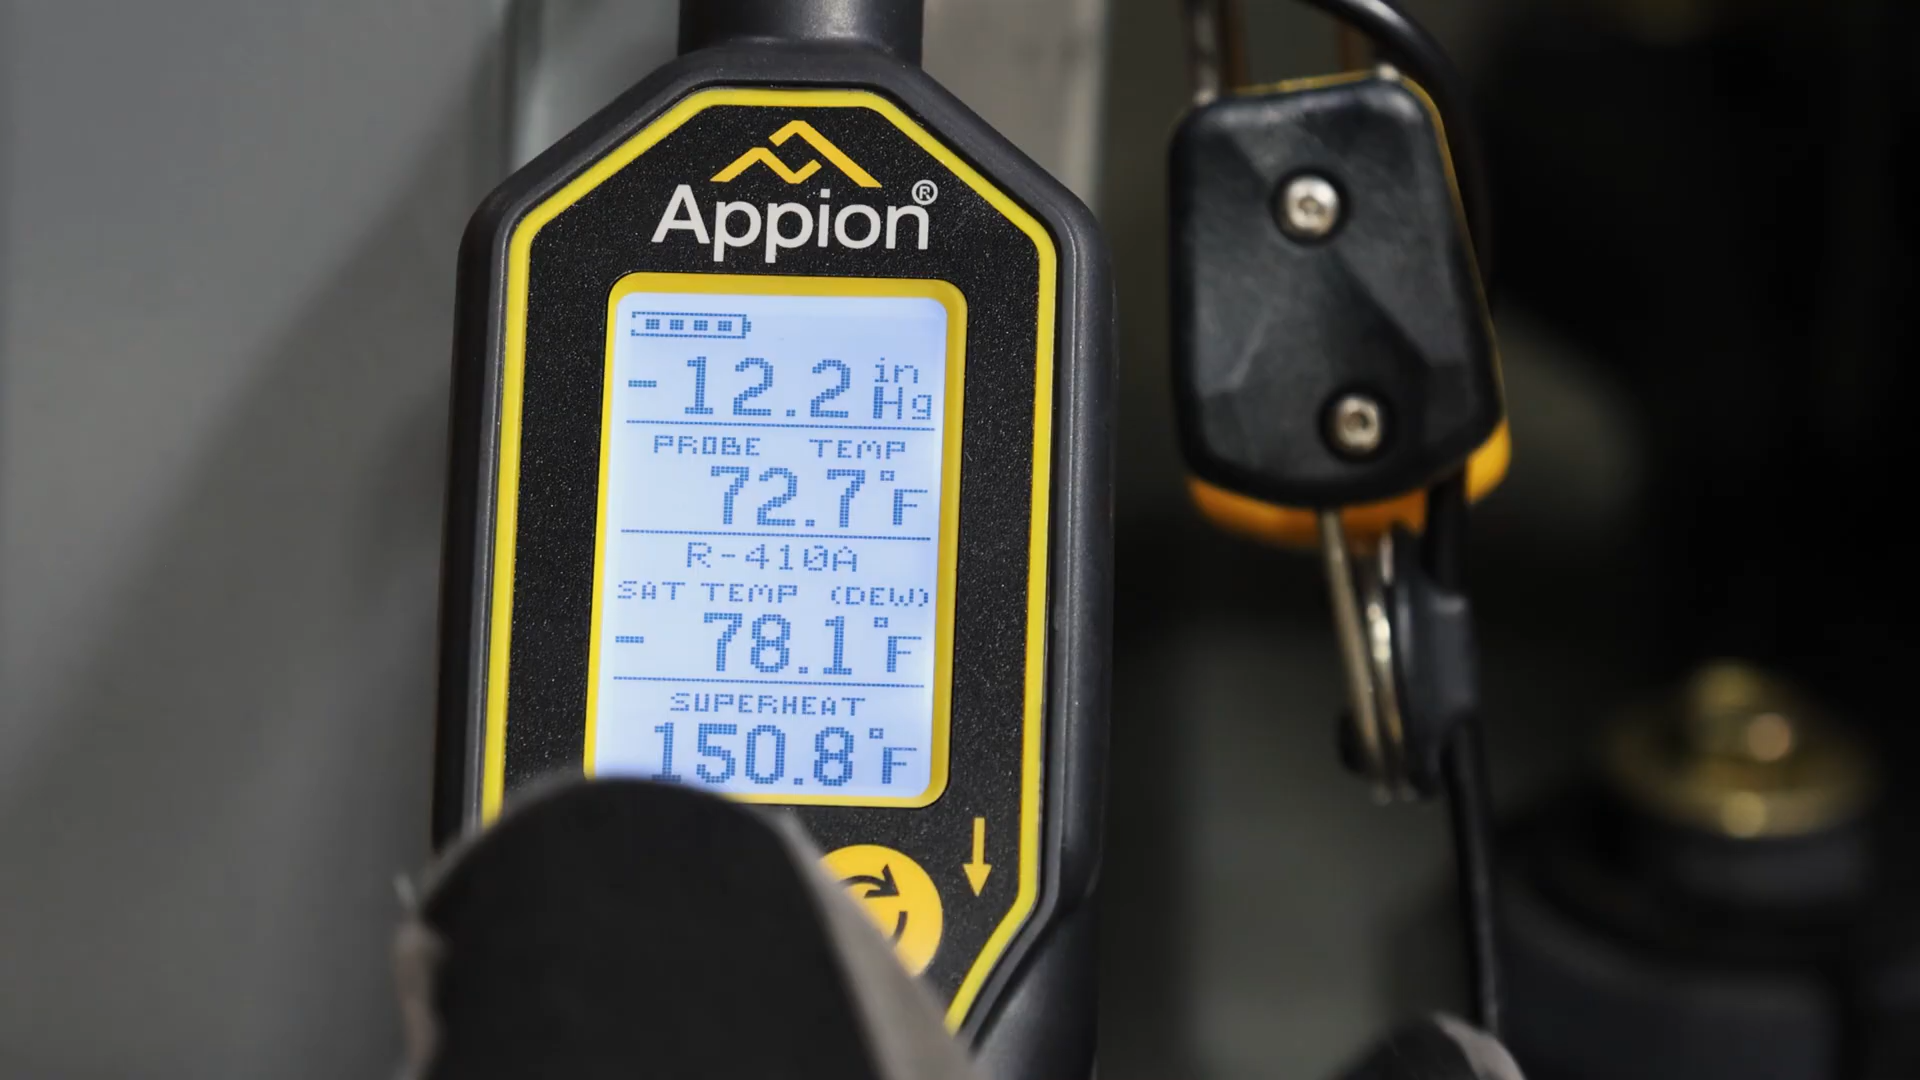 Appion®
-12.2 in Hg
PROBE TEMP
72.7°F
R-410A
SAT TEMP (DEW)
-78.1°F
SUPERHEAT
150.8°F